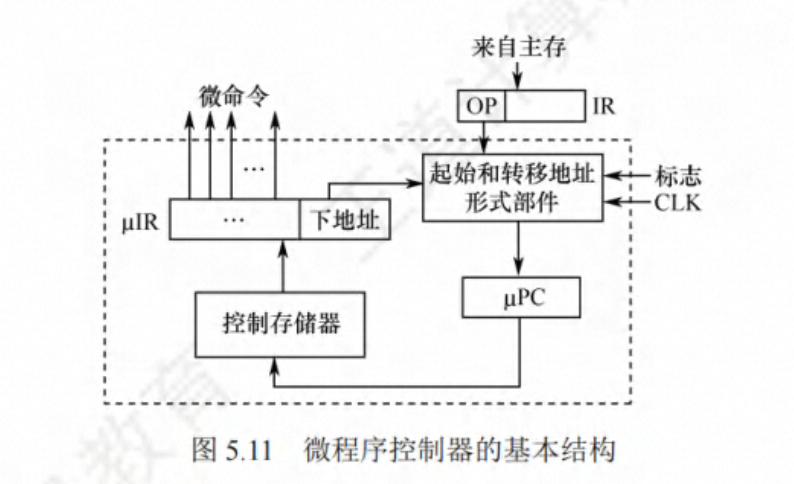 来自主存
微命令
OP
IR
…
起始和转移地址
形式部件
标志
CLK
μIR
…
下地址
μPC
控制存储器
图 5.11 微程序控制器的基本结构